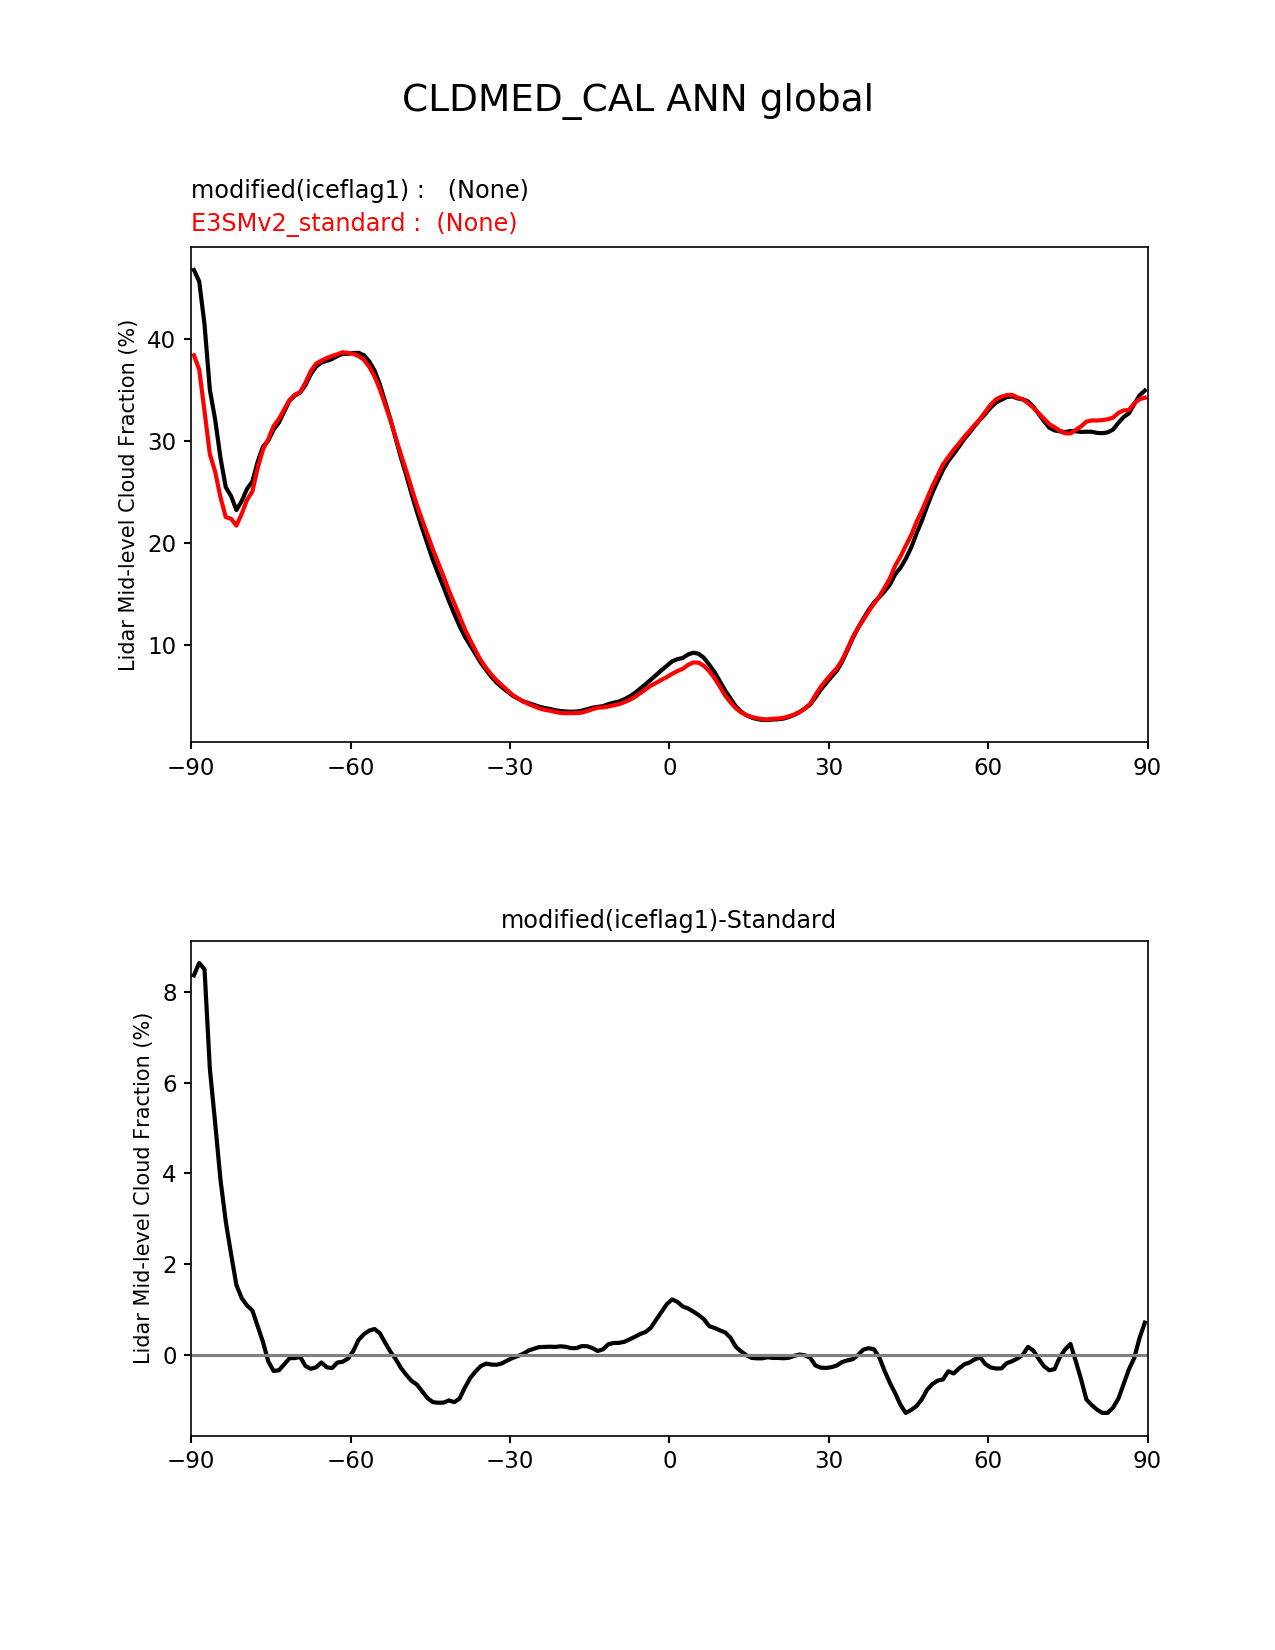 CLDMED_CAL ANN global
modified(iceflag1) :   (None)
E3SMv2_standard :  (None)
Lidar Mid-level Cloud Fraction (%)
40
30
20
10
−90 −60 −30 0 30 60 90
modified(iceflag1)-Standard
Lidar Mid-level Cloud Fraction (%)
8
6
4
2
0
−90 −60 −30 0 30 60 90